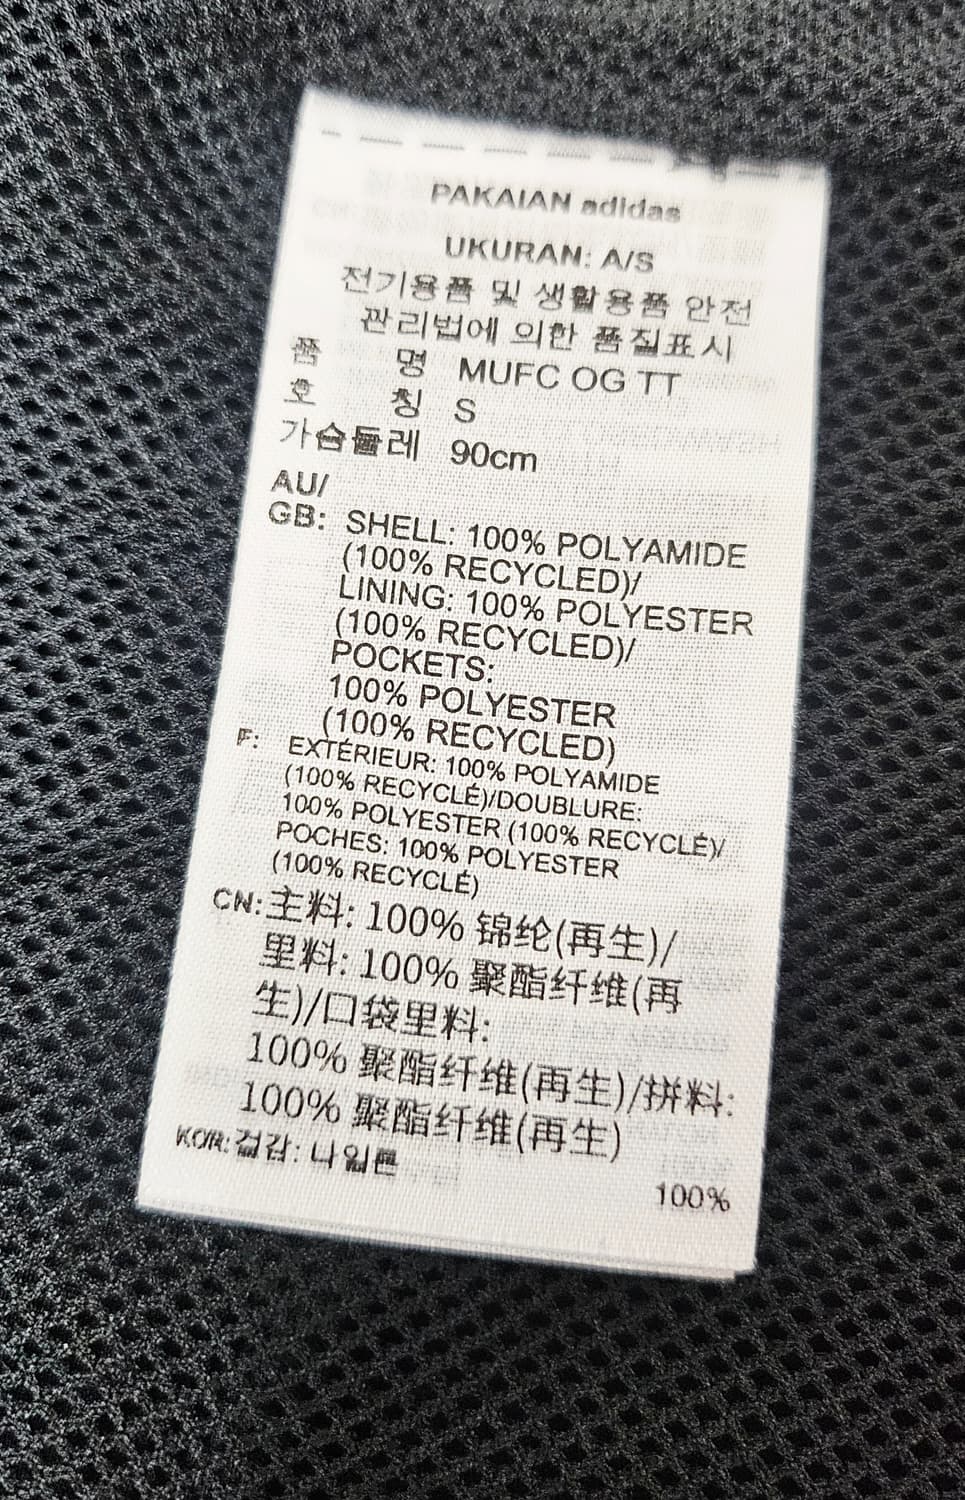 PAKAIAN adidas
UKURAN: A/S
전기용품 및 생활용품 안전
관리법에 의한 품질표시
품 명 MUFC OG TT
호 칭 S
가슴둘레 90cm
AU/
GB: SHELL: 100% POLYAMIDE
(100% RECYCLED)/
LINING: 100% POLYESTER
(100% RECYCLED)/
POCKETS:
100% POLYESTER
(100% RECYCLED)
F: EXTÉRIEUR: 100% POLYAMIDE
(100% RECYCLÉ)/DOUBLURE:
100% POLYESTER (100% RECYCLÉ)/
POCHES: 100% POLYESTER
(100% RECYCLÉ)
CN: 主料: 100% 锦纶(再生)/
里料: 100% 聚酯纤维(再
生)/口袋里料:
100% 聚酯纤维(再生)/拼料:
100% 聚酯纤维(再生)
KOR: 겉감: 나일론
100%